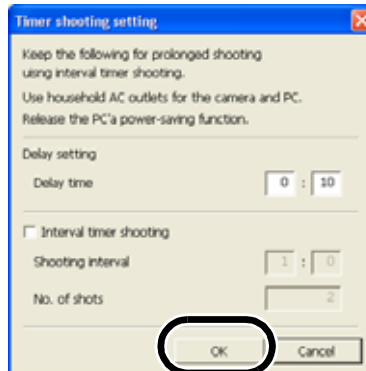 Timer shooting setting
Keep the following for prolonged shooting
uisng interval timer shooting.
Use household AC outlets for the camera and PC.
Release the PC'a power-saving function.
Delay setting
Delay time 0 : 10
Interval timer shooting
Shooting interval 1 : 0
No. of shots 2
OK Cancel